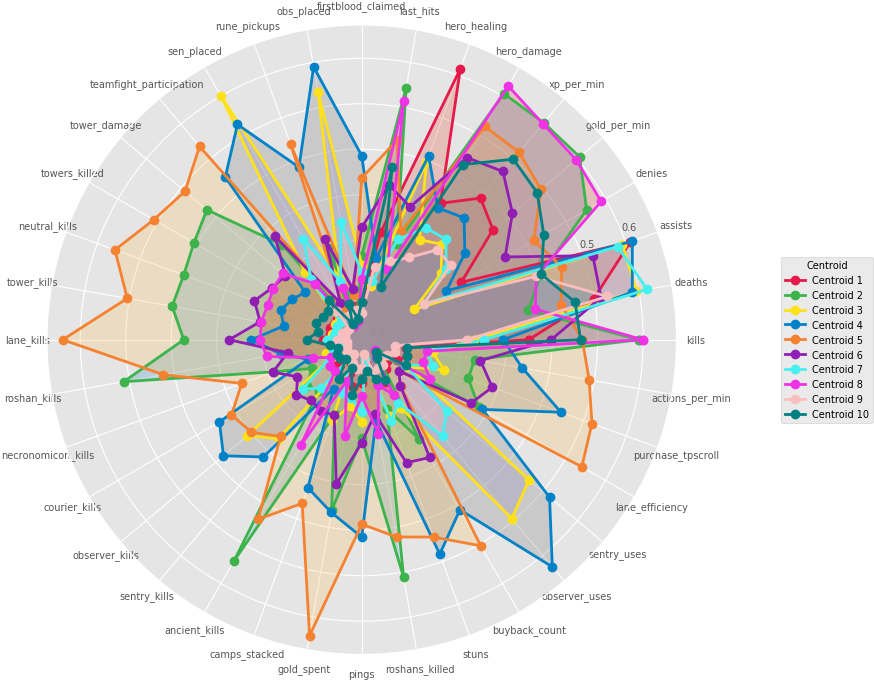 firstblood_claimed
obs_placed
last_hits
rune_pickups
hero_healing
sen_placed
hero_damage
teamfight_participation
xp_per_min
tower_damage
gold_per_min
towers_killed
denies
neutral_kills
assists
0.6
0.5
tower_kills
deaths
lane_kills
kills
roshan_kills
actions_per_min
necronomicon_kills
purchase_tpscroll
courier_kills
lane_efficiency
observer_kills
sentry_uses
sentry_kills
observer_uses
ancient_kills
buyback_count
camps_stacked
stuns
gold_spent
roshans_killed
pings
Centroid
Centroid 1
Centroid 2
Centroid 3
Centroid 4
Centroid 5
Centroid 6
Centroid 7
Centroid 8
Centroid 9
Centroid 10